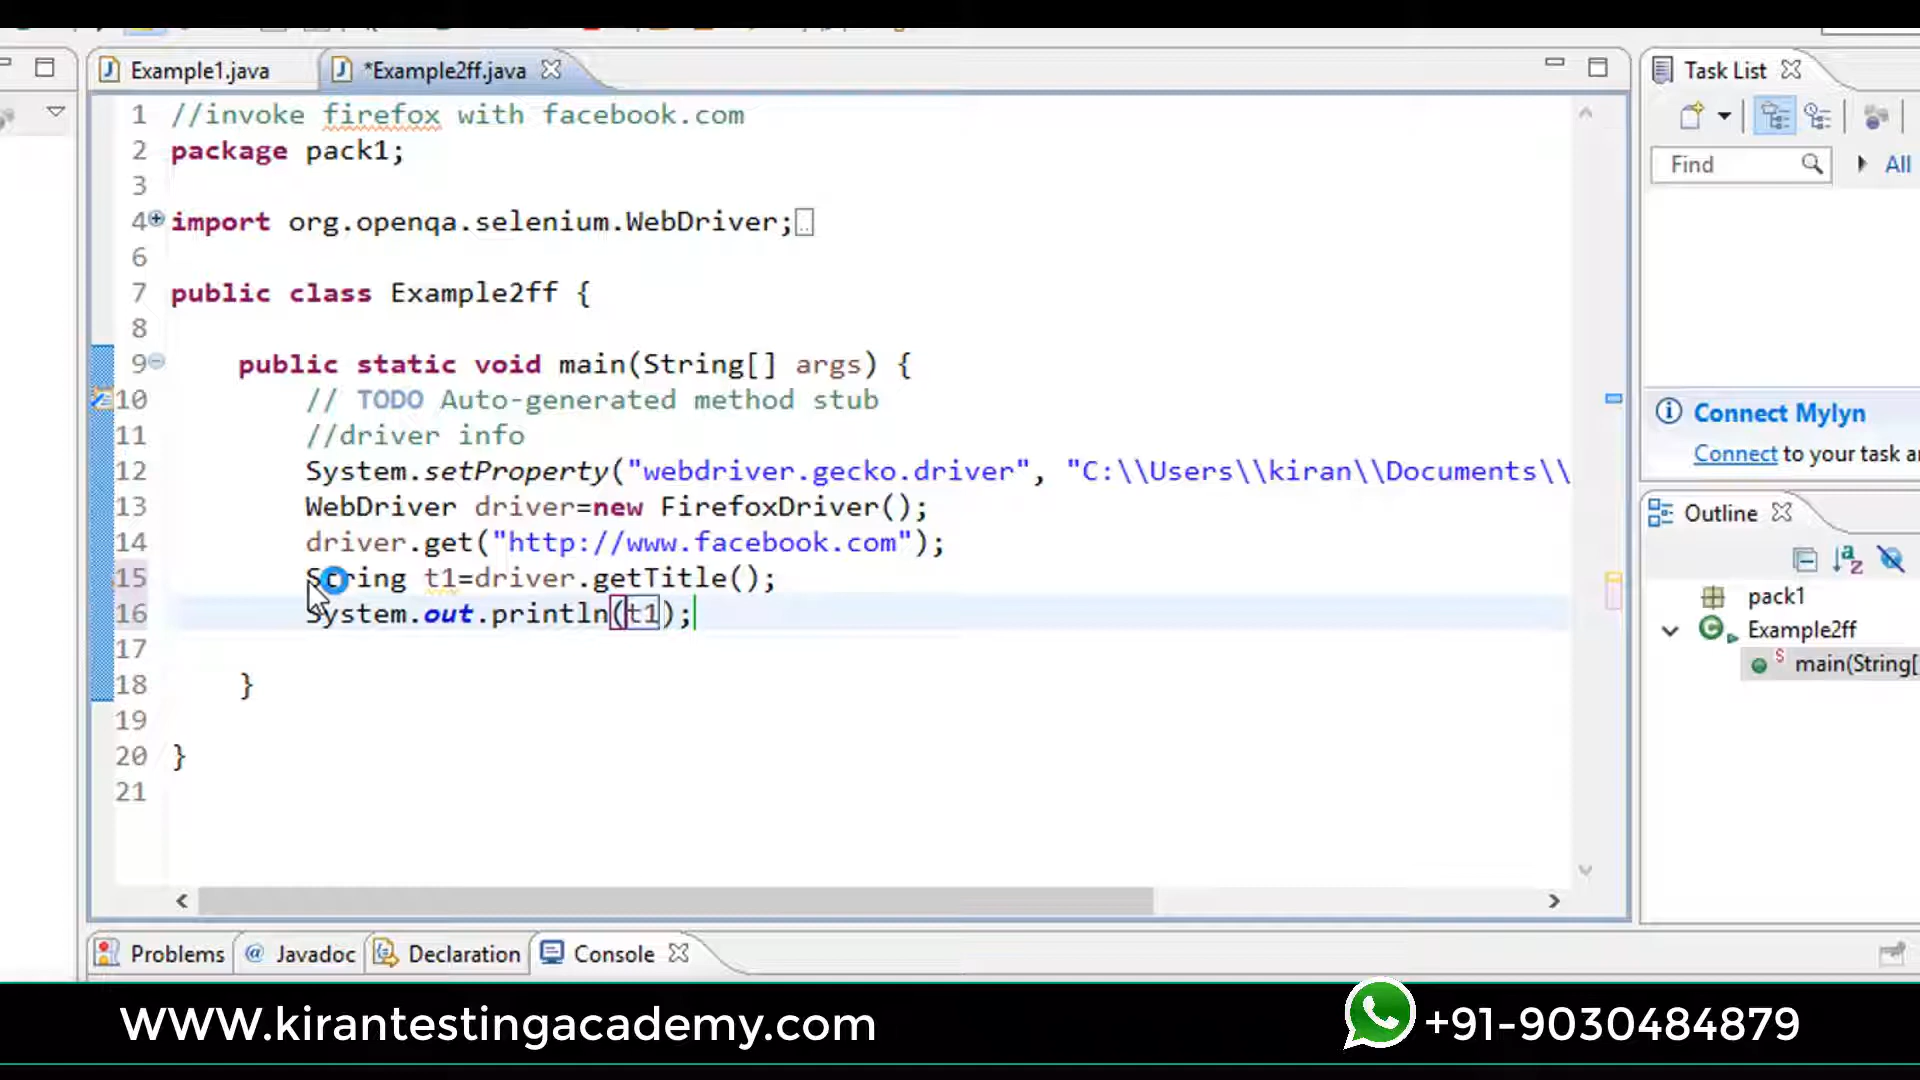 Example1.java
*Example2ff.java
1 //invoke firefox with facebook.com
2 package pack1;
3
4 import org.openqa.selenium.WebDriver;
6
7 public class Example2ff {
8
9 public static void main(String[] args) {
10 // TODO Auto-generated method stub
11 //driver info
12 System.setProperty("webdriver.gecko.driver", "C:\\Users\\kiran\\Documents\\
13 WebDriver driver=new FirefoxDriver();
14 driver.get("http://www.facebook.com");
15 String t1=driver.getTitle();
16 System.out.println(t1);
17
18 }
19
20 }
21
Task List
Find
All
Connect Mylyn
Connect to your task a
Outline
pack1
Example2ff
main(String[
Problems
Javadoc
Declaration
Console
WWW.kirantestingacademy.com
+91-9030484879